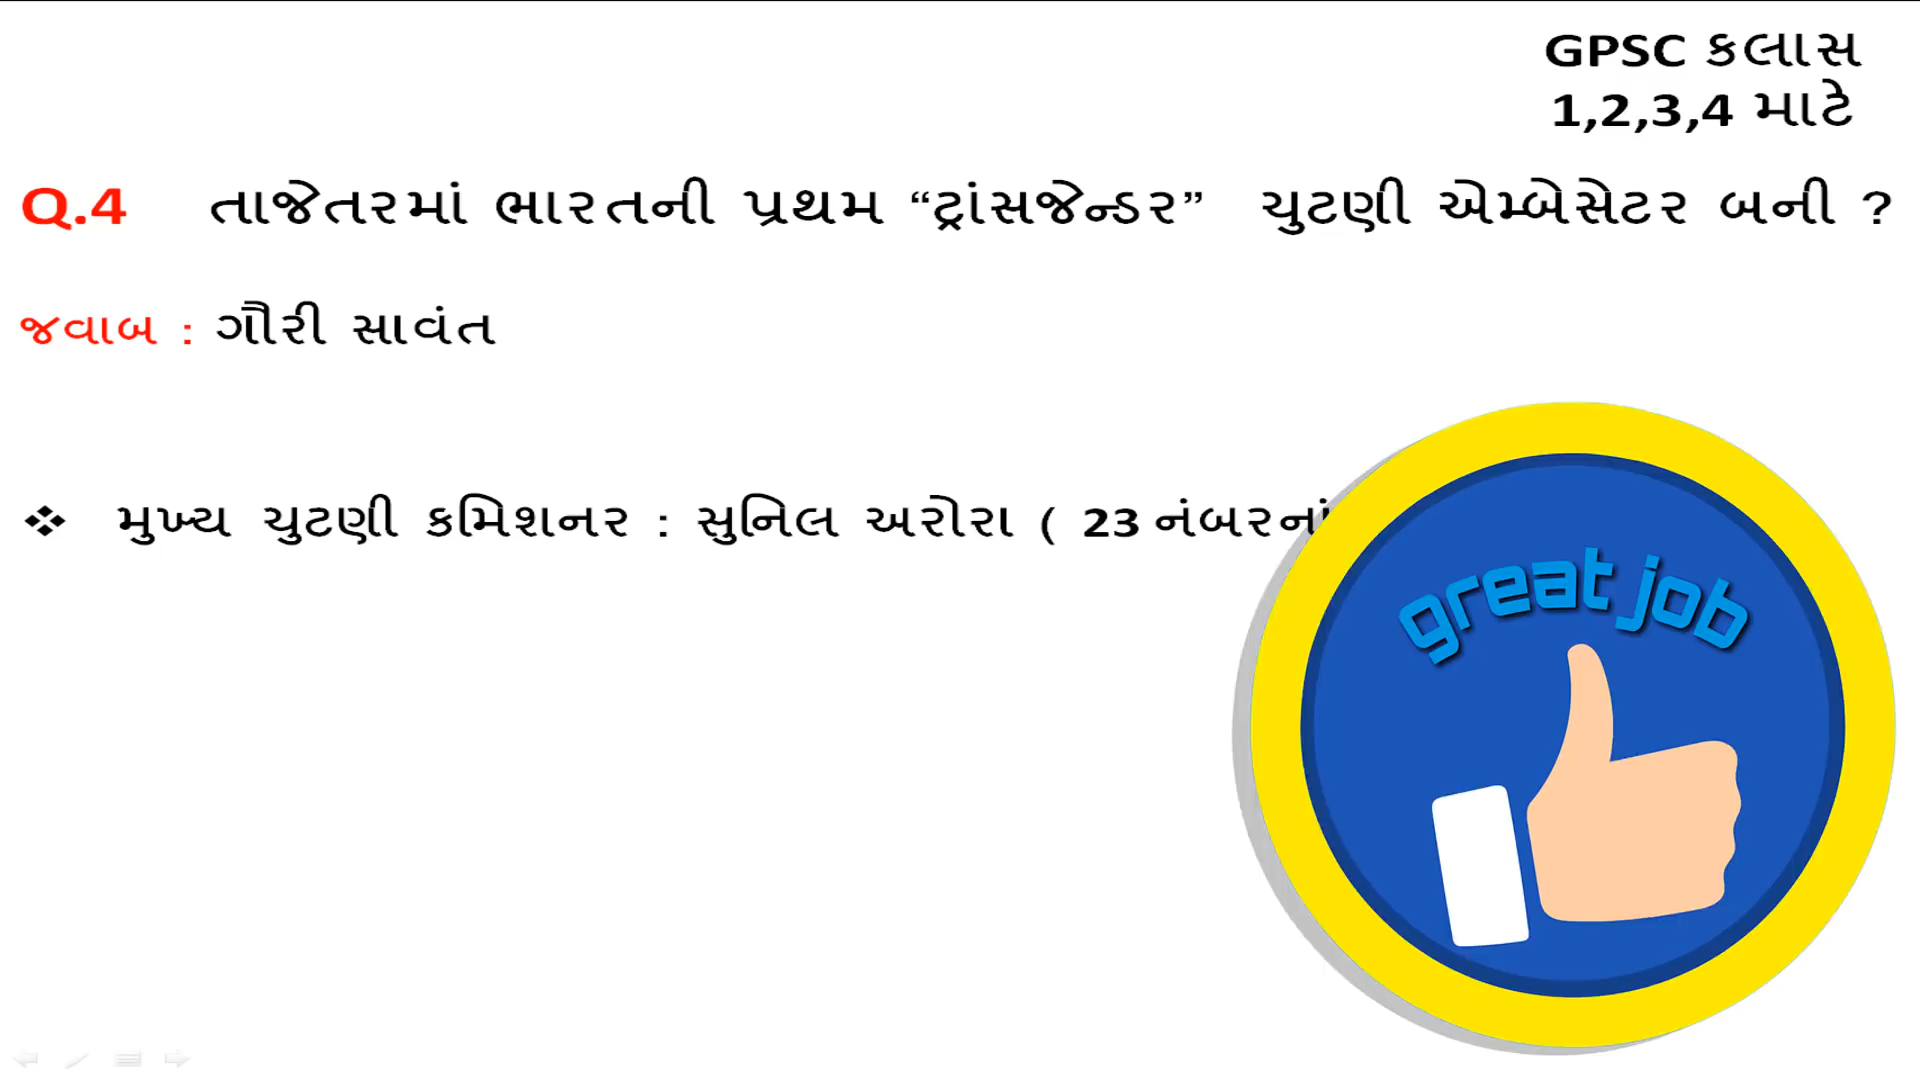 GPSC કલાસ
1,2,3,4 માટે
Q.4 તાજેતરમાં ભારતની પ્રથમ “ટ્રાંસજેન્ડર” ચુટણી એમ્બેસેટર બની ?
જવાબ : ગૌરી સાવંત
❖ મુખ્ય ચુટણી કમિશનર : સુનિલ અરોરા ( 23 નંબરનાં
great job